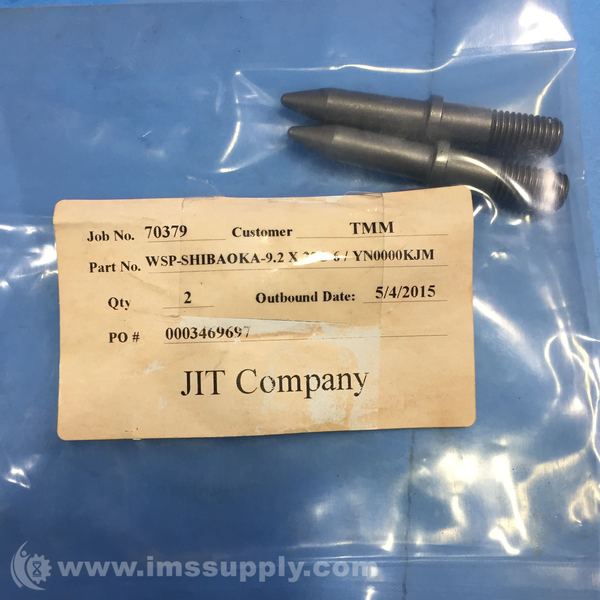 Job No. 70379 Customer TMM
Part No. WSP-SHIBAOKA-9.2 X 6 / YN0000KJM
Qty 2 Outbound Date: 5/4/2015
PO # 0003469697
JIT Company
www.imssupply.com